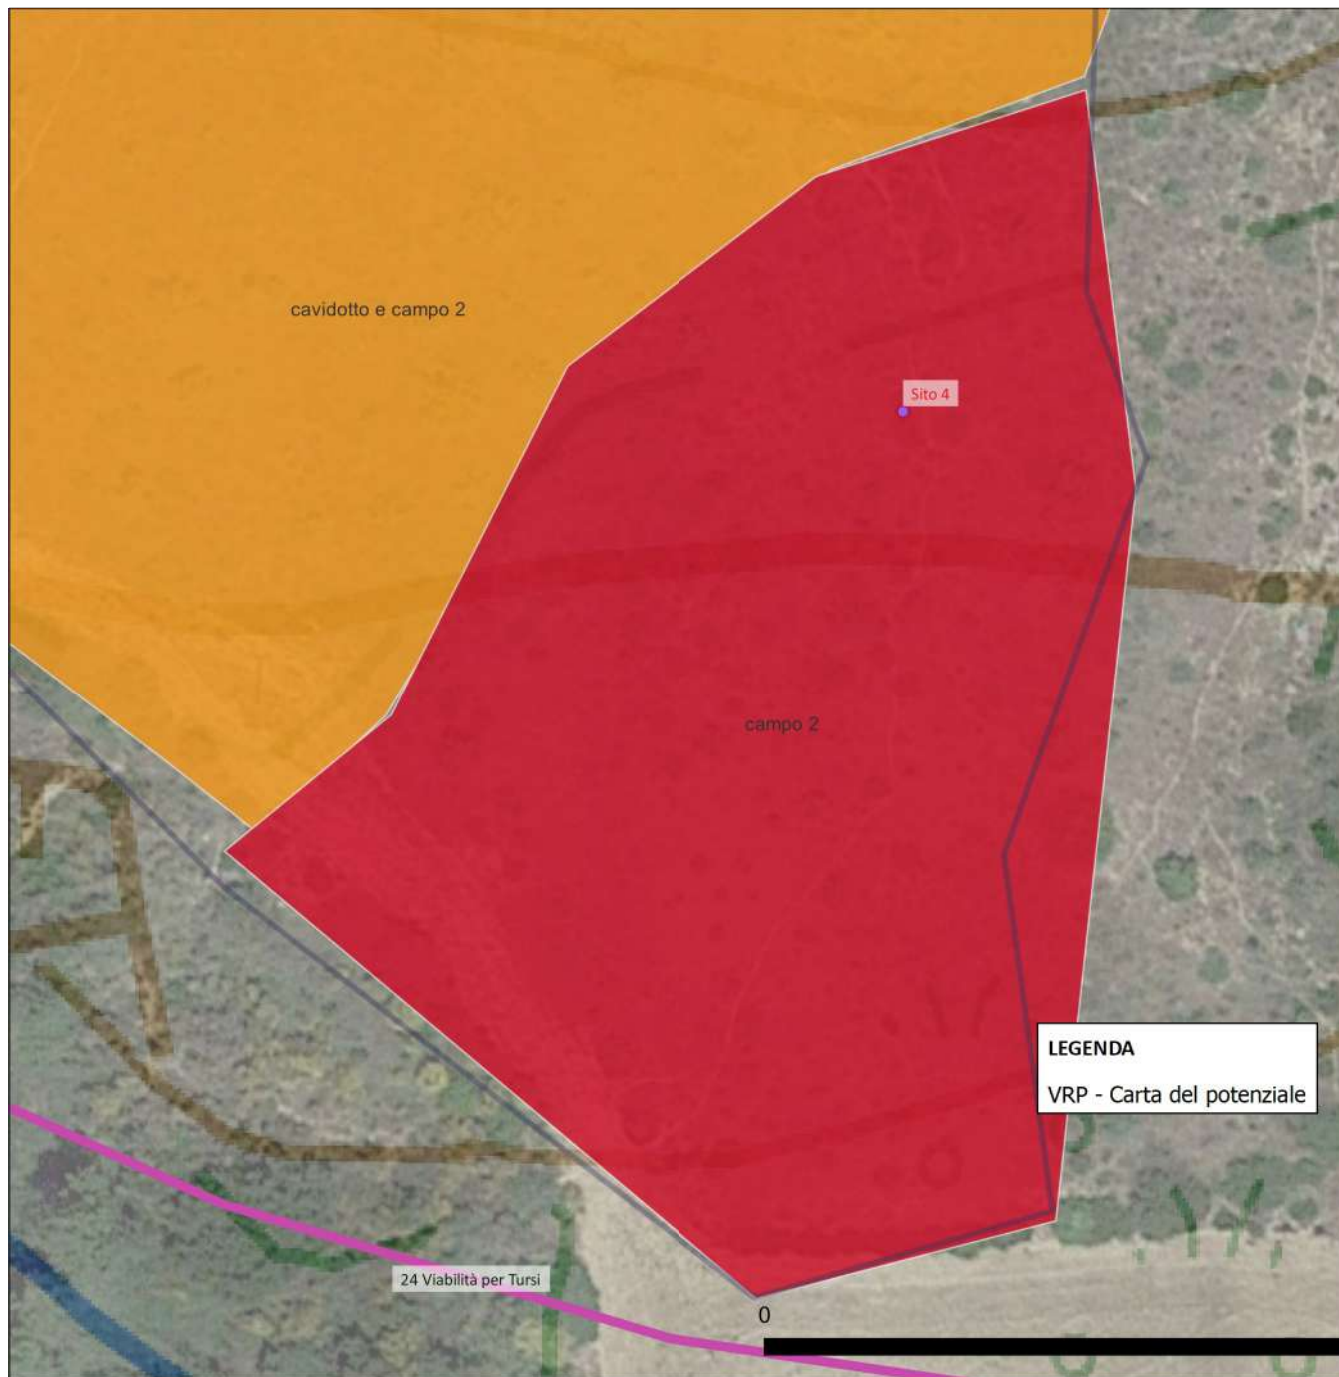 cavidotto e campo 2
Sito 4
campo 2
LEGENDA
VRP - Carta del potenziale
24 Viabilità per Tursi
0